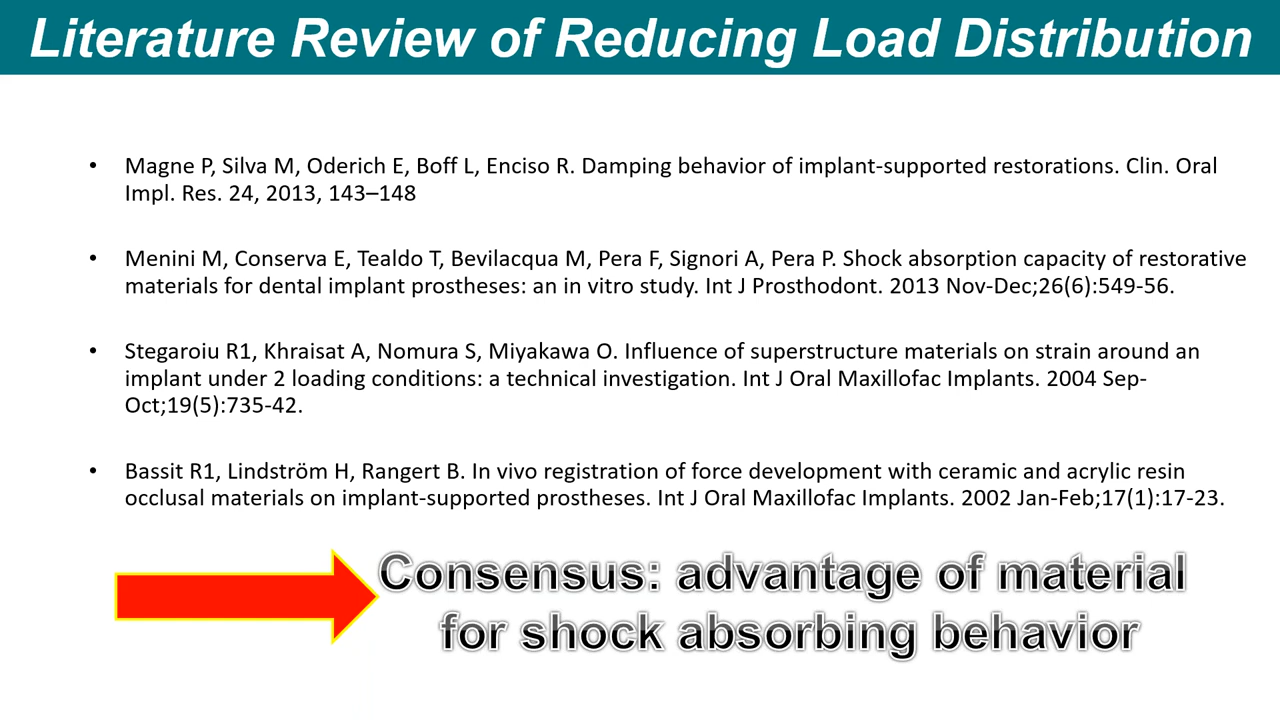 Literature Review of Reducing Load Distribution
• Magne P, Silva M, Oderich E, Boff L, Enciso R. Damping behavior of implant-supported restorations. Clin. Oral
Impl. Res. 24, 2013, 143–148
• Menini M, Conserva E, Tealdo T, Bevilacqua M, Pera F, Signori A, Pera P. Shock absorption capacity of restorative
materials for dental implant prostheses: an in vitro study. Int J Prosthodont. 2013 Nov-Dec;26(6):549-56.
• Stegaroiu R1, Khraisat A, Nomura S, Miyakawa O. Influence of superstructure materials on strain around an
implant under 2 loading conditions: a technical investigation. Int J Oral Maxillofac Implants. 2004 Sep-
Oct;19(5):735-42.
• Bassit R1, Lindström H, Rangert B. In vivo registration of force development with ceramic and acrylic resin
occlusal materials on implant-supported prostheses. Int J Oral Maxillofac Implants. 2002 Jan-Feb;17(1):17-23.
Consensus: advantage of material
for shock absorbing behavior